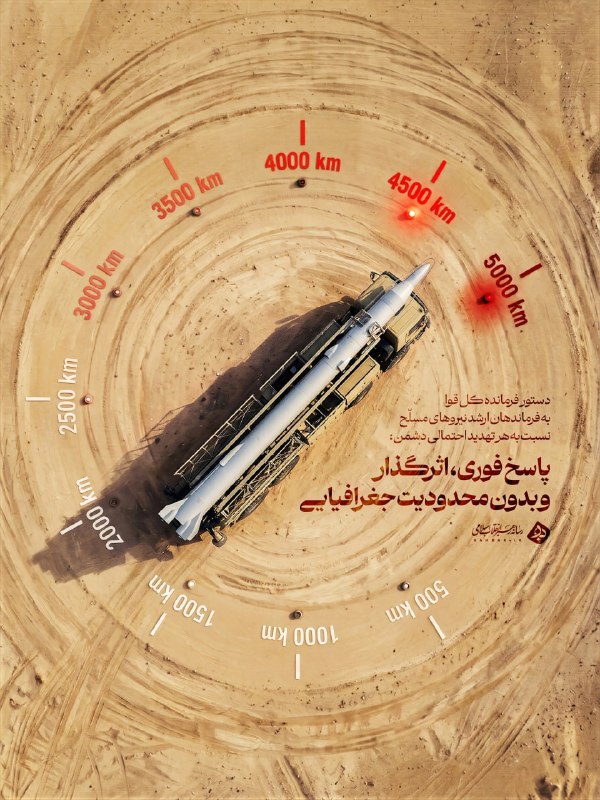 4000 km
4500 km
5000 km
3500 km
3000 km
2500 km
2000 km
1500 km
1000 km
500 km
دستور فرمانده کل قوا
به فرماندهان ارشد نیروهای مسلّح
نسبت به هر تهدید احتمالی دشمن:
پاسخ فوری، اثرگذار
و بدون محدودیت جغرافیایی